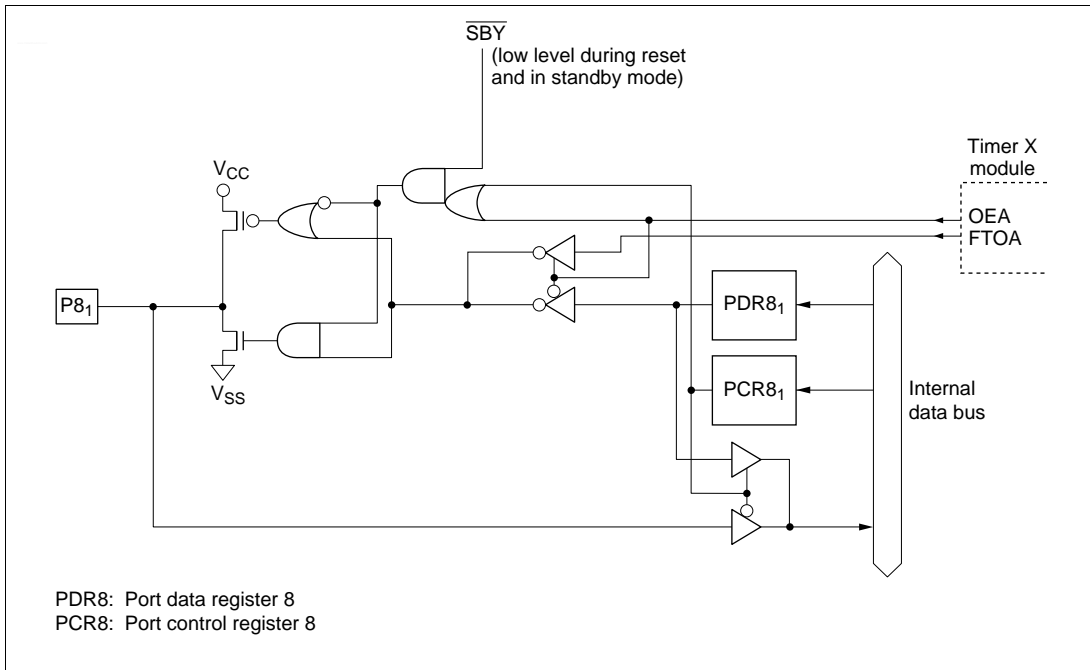 SBY
(low level during reset
and in standby mode)
Timer X
module
VCC
OEA
FTOA
P81
PDR81
VSS
PCR81
Internal
data bus
PDR8: Port data register 8
PCR8: Port control register 8